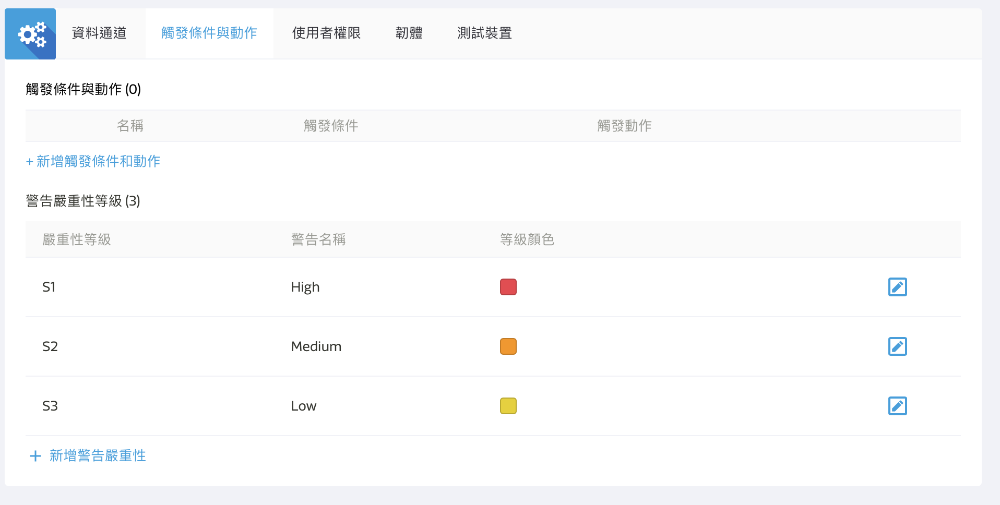 資料通道 觸發條件與動作 使用者權限 韌體 測試裝置
觸發條件與動作 (0)
名稱 觸發條件 觸發動作
+ 新增觸發條件和動作
警告嚴重性等級 (3)
嚴重性等級 警告名稱 等級顏色
S1 High
S2 Medium
S3 Low
+ 新增警告嚴重性